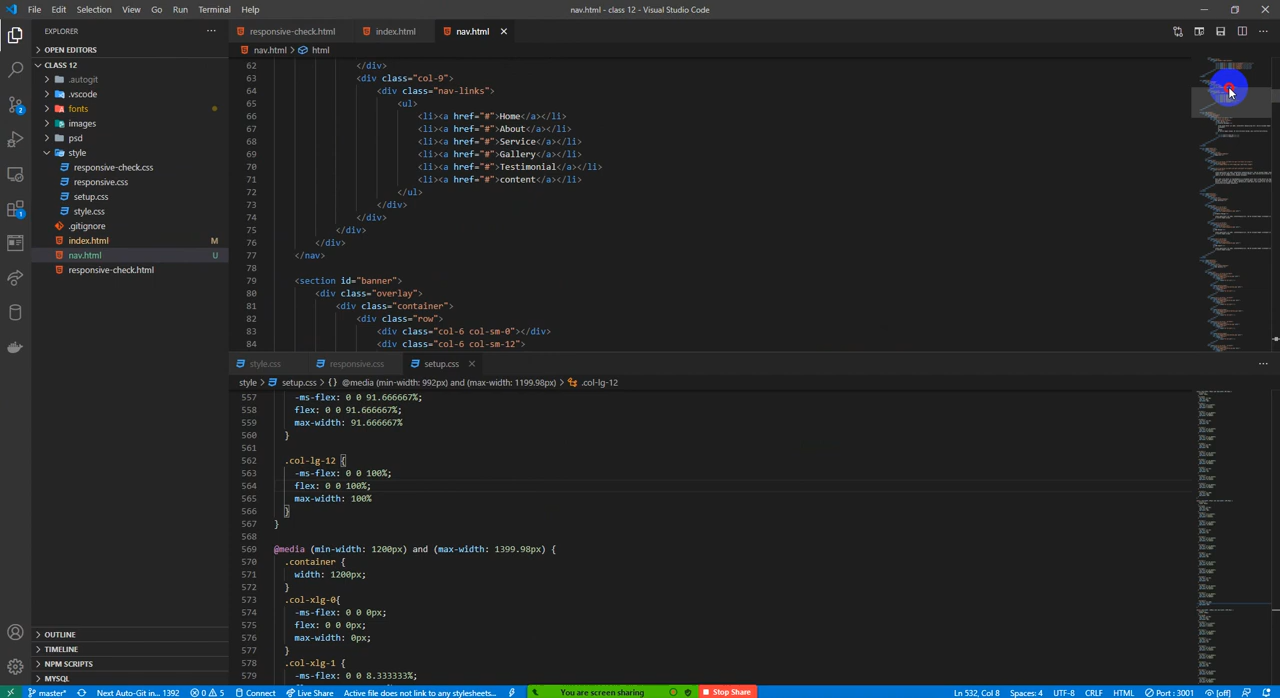 File Edit Selection View Go Run Terminal Help
nav.html - class 12 - Visual Studio Code
EXPLORER
OPEN EDITORS
CLASS 12
.autogit
.vscode
fonts
images
psd
style
responsive-check.css
responsive.css
setup.css
style.css
.gitignore
index.html M
nav.html U
responsive-check.html
OUTLINE
TIMELINE
NPM SCRIPTS
MYSQL
2
1
responsive-check.html index.html nav.html
nav.html > html
62 </div>
63 <div class="col-9">
64 <div class="nav-links">
65 <ul>
66 <li><a href="#">Home</a></li>
67 <li><a href="#">About</a></li>
68 <li><a href="#">Service</a></li>
69 <li><a href="#">Gallery</a></li>
70 <li><a href="#">Testimonial</a></li>
71 <li><a href="#">content</a></li>
72 </ul>
73 </div>
74 </div>
75 </div>
76 </div>
77 </nav>
78
79 <section id="banner">
80 <div class="overlay">
81 <div class="container">
82 <div class="row">
83 <div class="col-6 col-sm-0"></div>
84 <div class="col-6 col-sm-12">
style.css responsive.css setup.css
style > setup.css > {} @media (min-width: 992px) and (max-width: 1199.98px) > .col-lg-12
557 -ms-flex: 0 0 91.666667%;
558 flex: 0 0 91.666667%;
559 max-width: 91.666667%
560 }
561
562 .col-lg-12 {
563 -ms-flex: 0 0 100%;
564 flex: 0 0 100%;
565 max-width: 100%
566 }
567 }
568
569 @media (min-width: 1200px) and (max-width: 1399.98px) {
570 .container {
571 width: 1200px;
572 }
573 .col-xlg-0{
574 -ms-flex: 0 0 0px;
575 flex: 0 0 0px;
576 max-width: 0px;
577 }
578 .col-xlg-1 {
579 -ms-flex: 0 0 8.333333%;
master* Next Auto-Git in... 1392 0 5 Connect Live Share Active file does not link to any stylesheets... You are screen sharing Stop Share Ln 532, Col 8 Spaces: 4 UTF-8 CRLF HTML Port : 3001 [off]